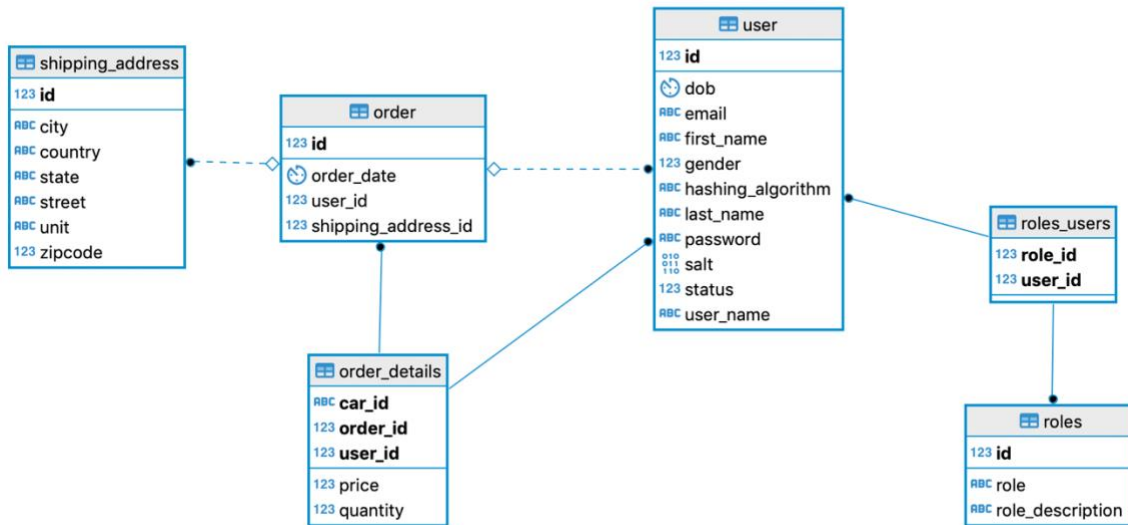 shipping_address
123 id
ABC city
ABC country
ABC state
ABC street
ABC unit
123 zipcode
order
123 id
order_date
123 user_id
123 shipping_address_id
user
123 id
dob
ABC email
ABC first_name
123 gender
ABC hashing_algorithm
ABC last_name
ABC password
010
011
110
salt
123 status
ABC user_name
roles_users
123 role_id
123 user_id
order_details
ABC car_id
123 order_id
123 user_id
123 price
123 quantity
roles
123 id
ABC role
ABC role_description